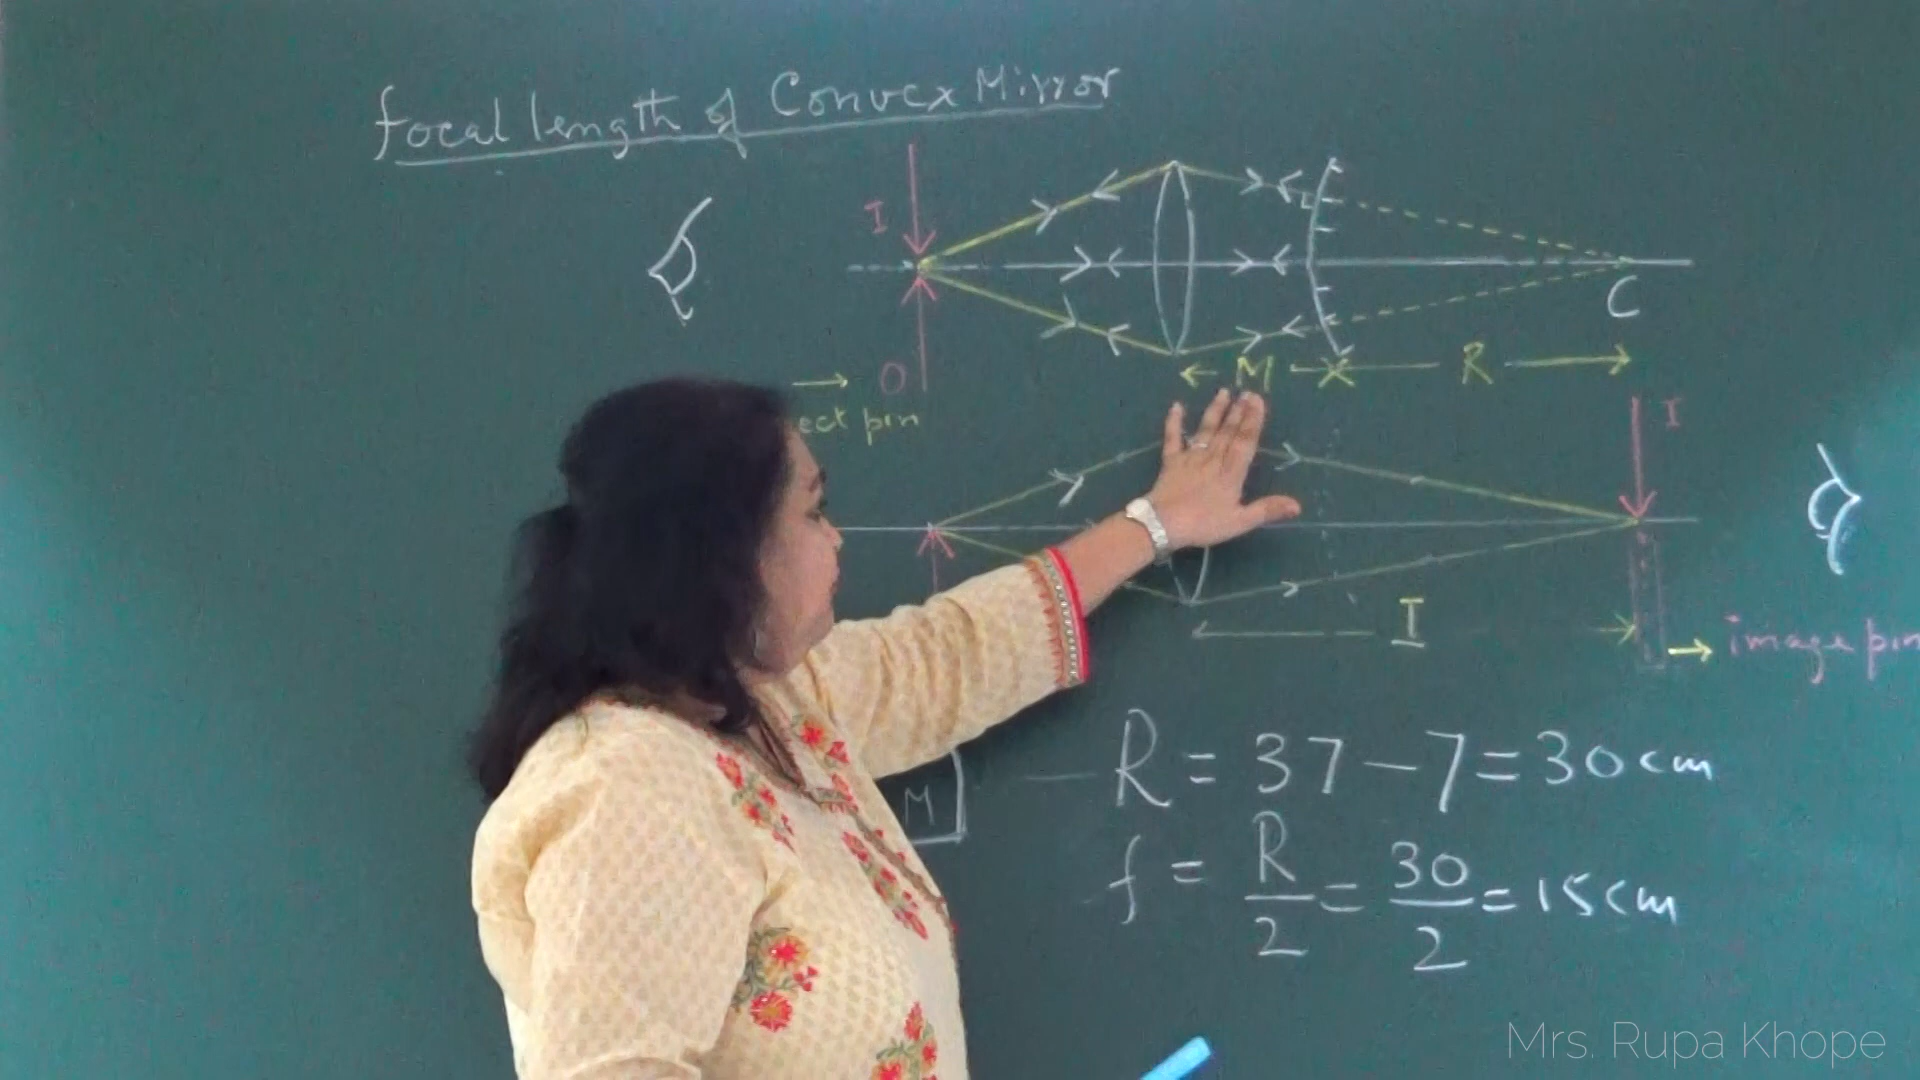 focal length of Convex Mirror
I
C
O
M
R
ect pin
I
I
image pin
R = 37 - 7 = 30 cm
M
f = R/2 = 30/2 = 15 cm
Mrs. Rupa Khope